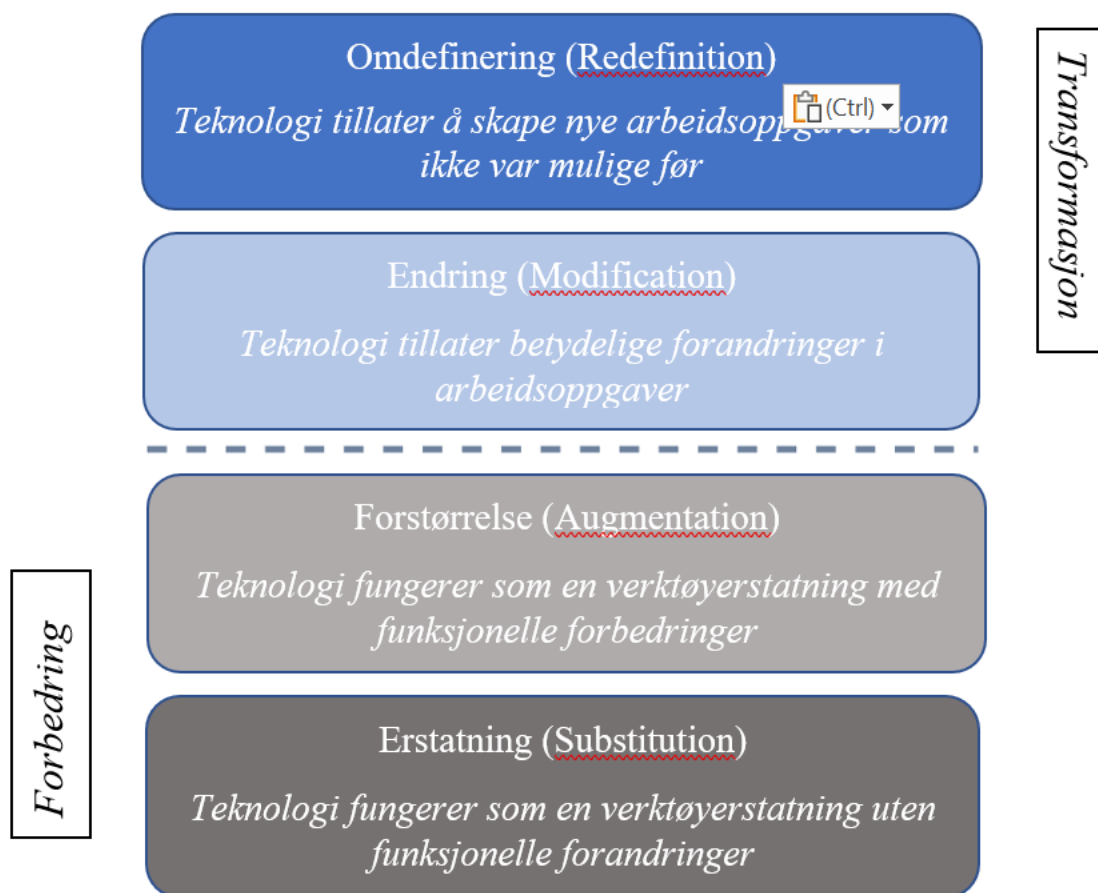 Omdefinering (Redefinition)
(Ctrl)
Teknologi tillater å skape nye arbeidsoppgaver som
ikke var mulige før
Transformasjon
Endring (Modification)
Teknologi tillater betydelige forandringer i
arbeidsoppgaver
Forstørrelse (Augmentation)
Teknologi fungerer som en verktøyerstatning med
funksjonelle forbedringer
Forbedring
Erstatning (Substitution)
Teknologi fungerer som en verktøyerstatning uten
funksjonelle forandringer